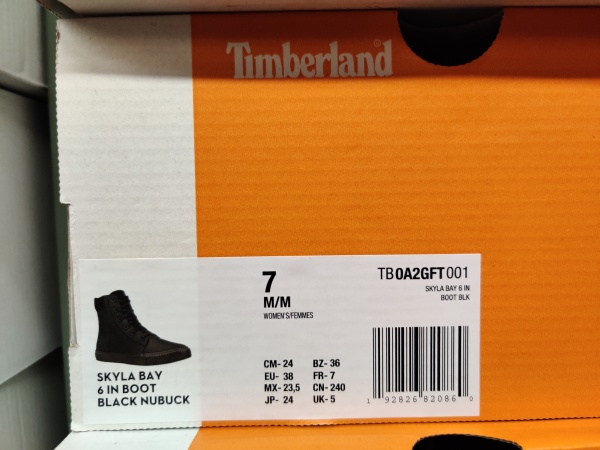 Timberland®
7
M/M
WOMEN'S/FEMMES
TB0A2GFT001
SKYLA BAY 6 IN
BOOT BLK
SKYLA BAY
6 IN BOOT
BLACK NUBUCK
CM- 24 BZ- 36
EU- 38 FR- 7
MX- 23,5 CN- 240
JP- 24 UK- 5
1 92826 82086 0